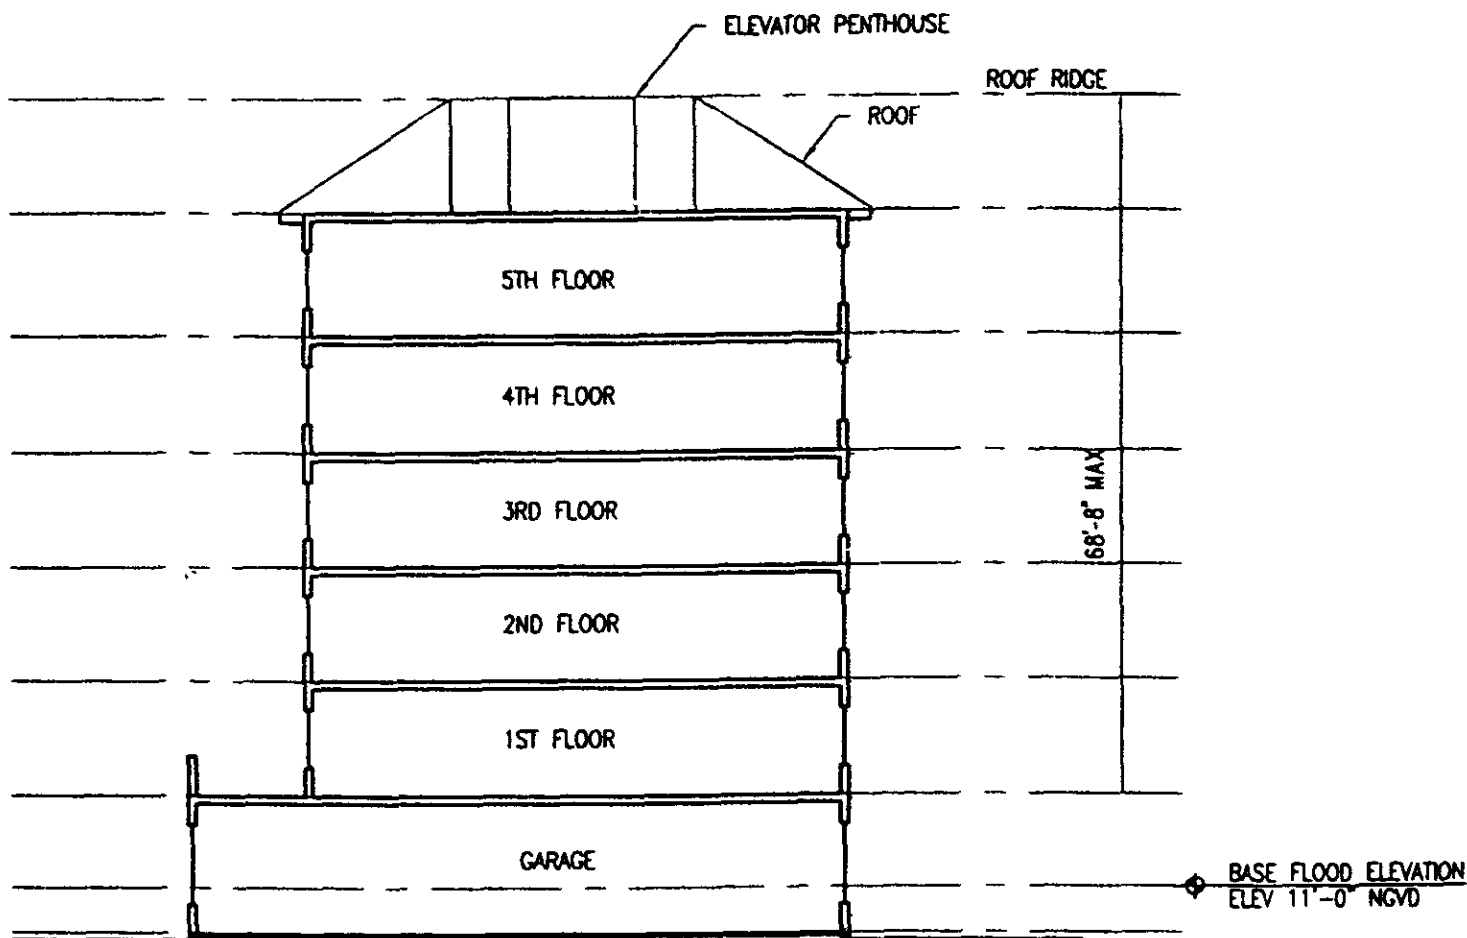 ELEVATOR PENTHOUSE
ROOF RIDGE
ROOF
5TH FLOOR
4TH FLOOR
68'-8" MAX
3RD FLOOR
2ND FLOOR
1ST FLOOR
GARAGE
BASE FLOOD ELEVATION
ELEV 11'-0" NGVD